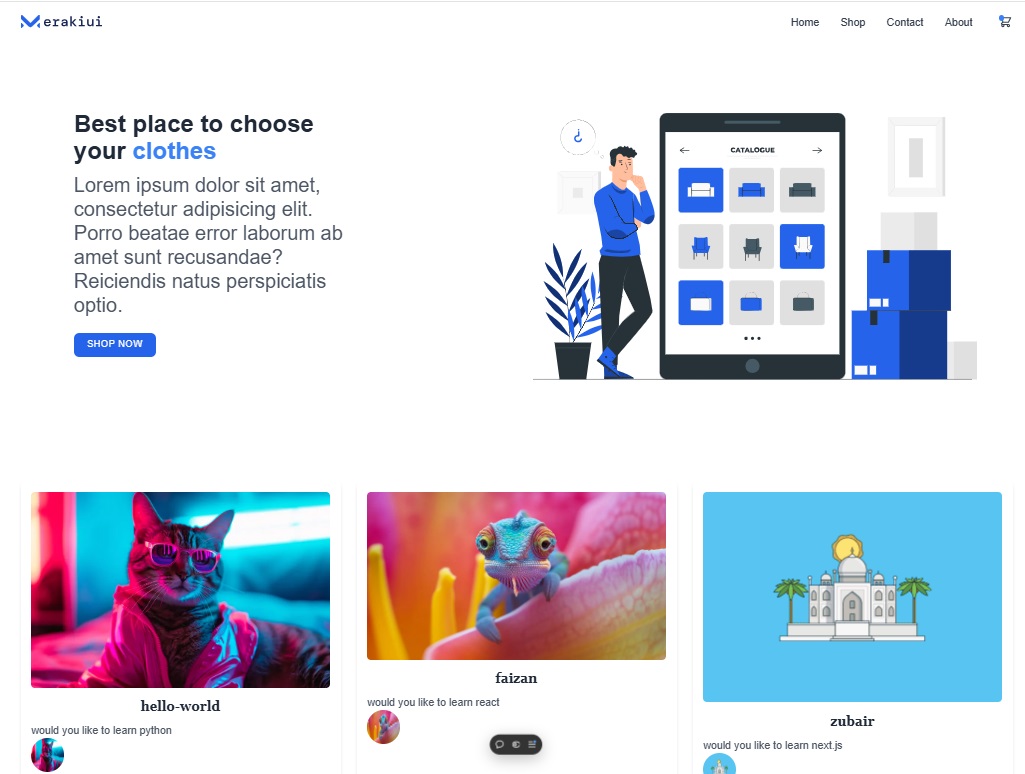 erakiui
Home Shop Contact About
Best place to choose
your clothes
Lorem ipsum dolor sit amet,
consectetur adipisicing elit.
Porro beatae error laborum ab
amet sunt recusandae?
Reiciendis natus perspiciatis
optio.
SHOP NOW
CATALOGUE
hello-world
would you like to learn python
faizan
would you like to learn react
zubair
would you like to learn next.js